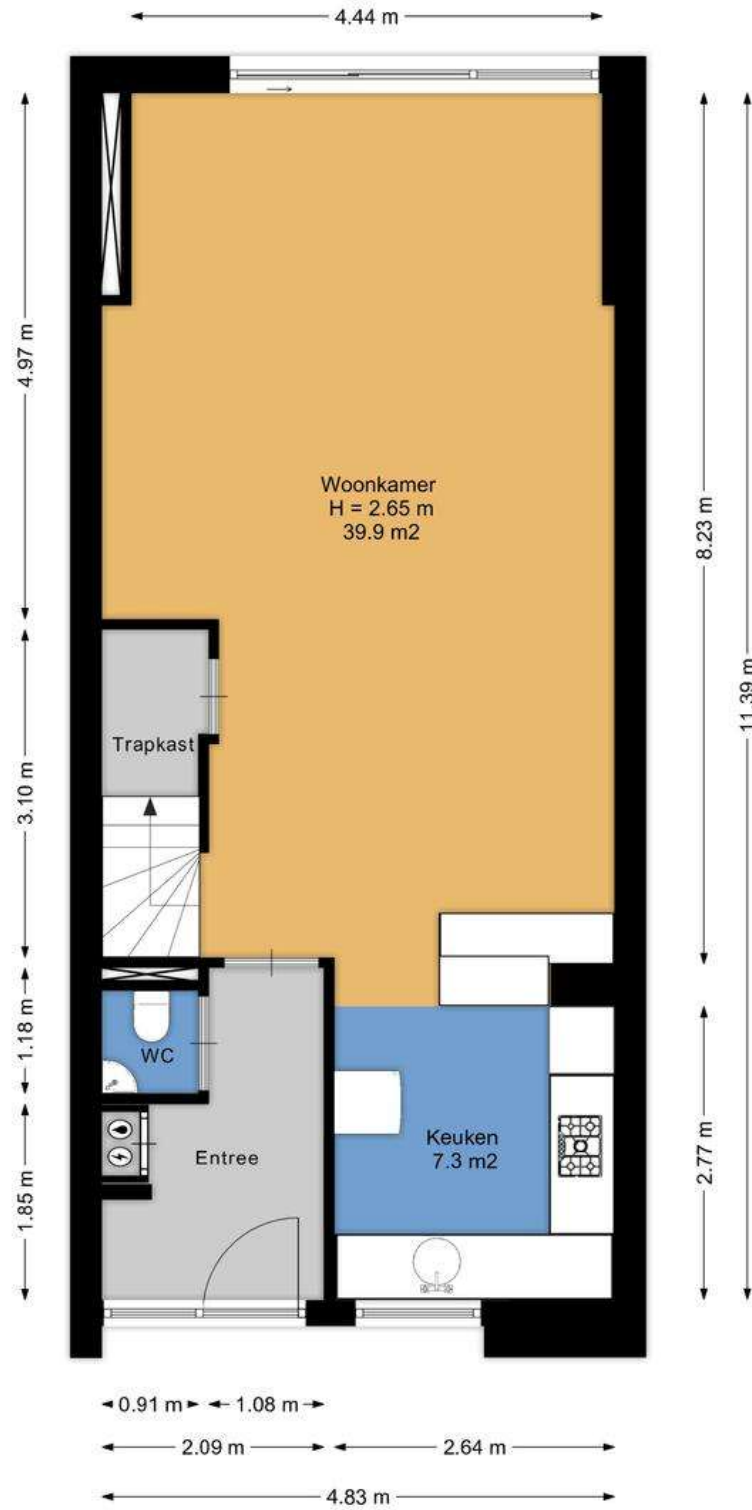 4.44 m
4.97 m
8.23 m
11.39 m
Woonkamer
H = 2.65 m
39.9 m2
3.10 m
Trapkast
1.18 m
WC
2.77 m
Keuken
7.3 m2
Entree
1.85 m
0.91 m
1.08 m
2.09 m
2.64 m
4.83 m